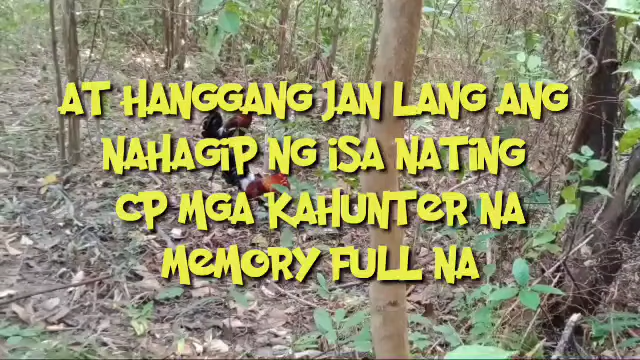 AT HANGGANG JAN LANG ANG
NAHAGIP NG ISA NATING
CP MGA KAHUNTER NA
MEMORY FULL NA